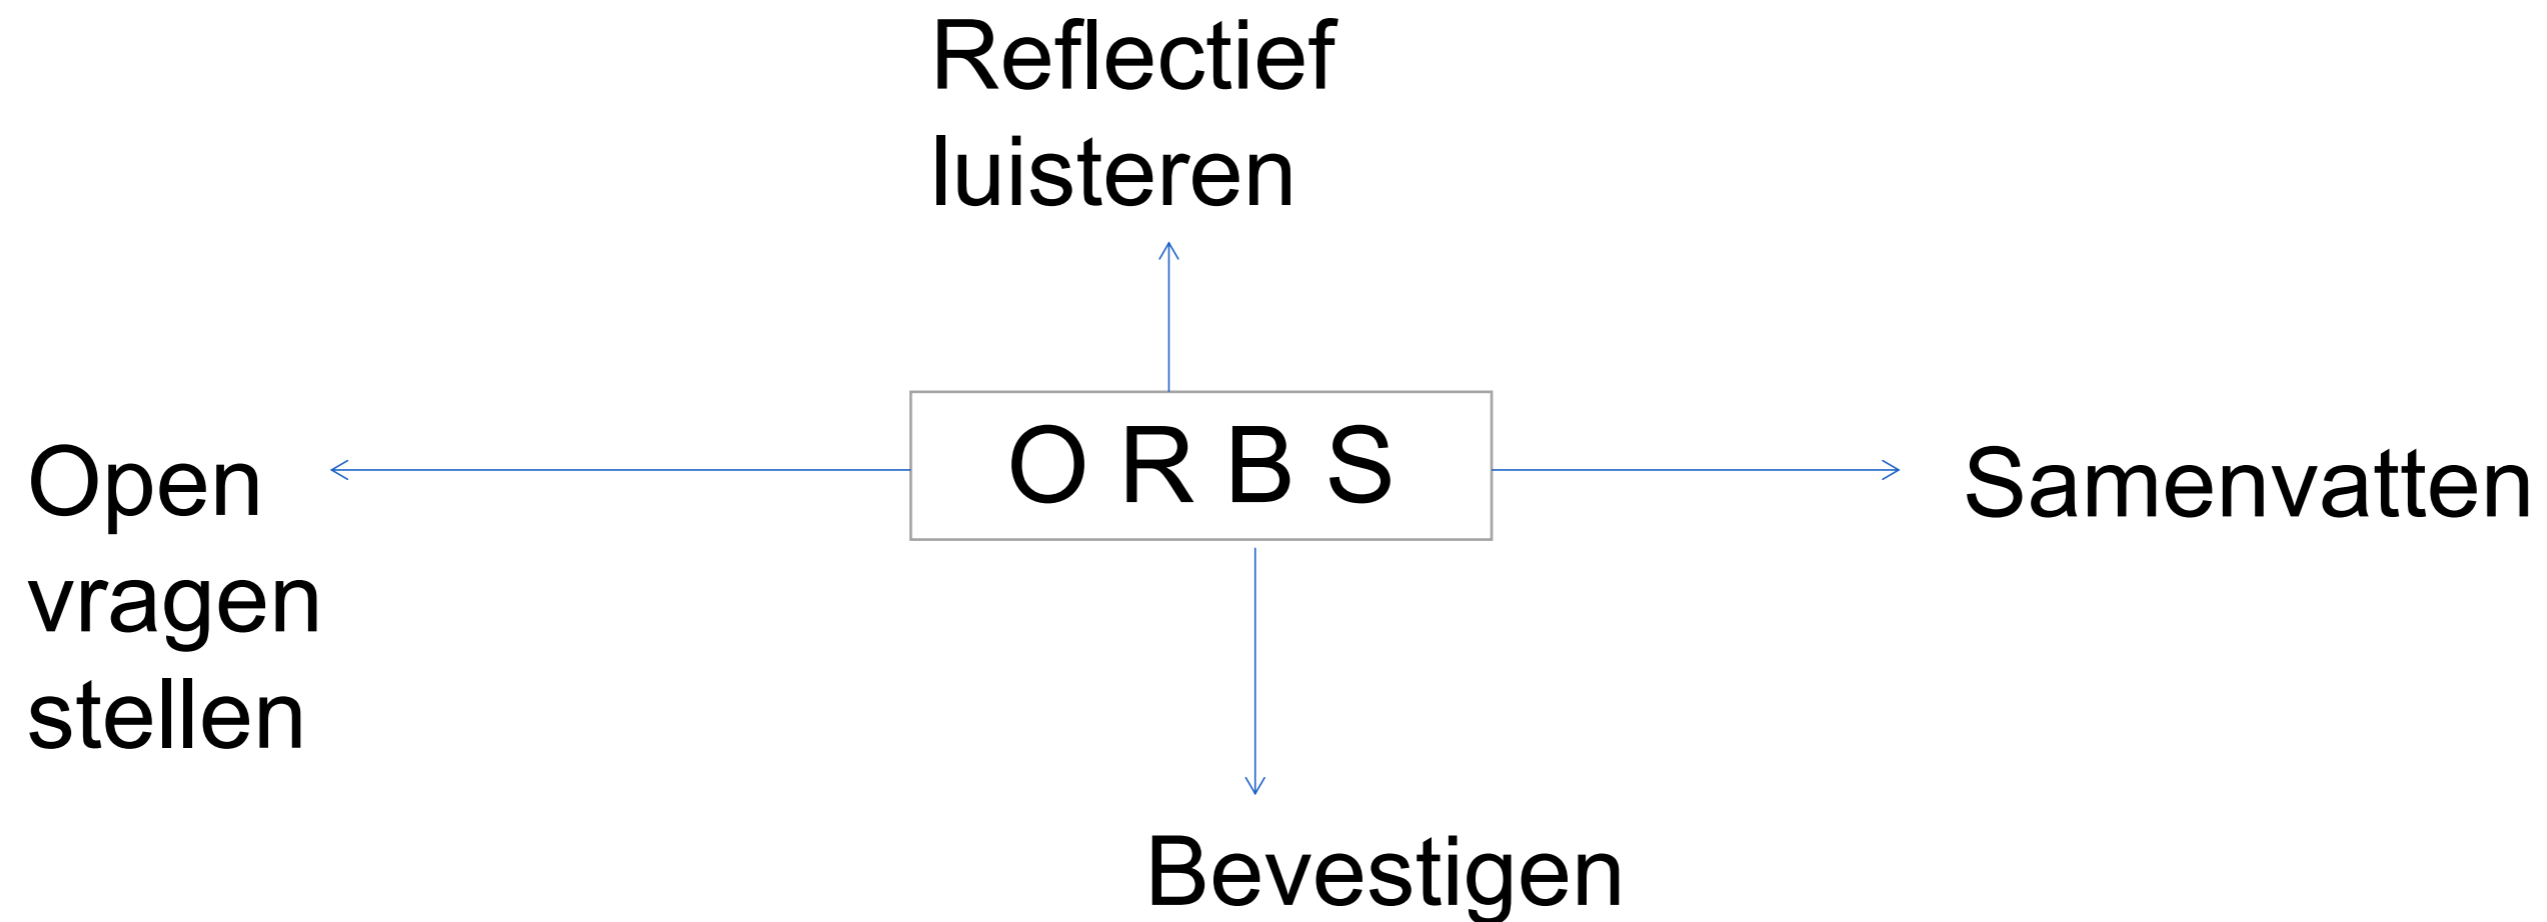 Reflectief
luisteren
O R B S
Open
vragen
stellen
Samenvatten
Bevestigen